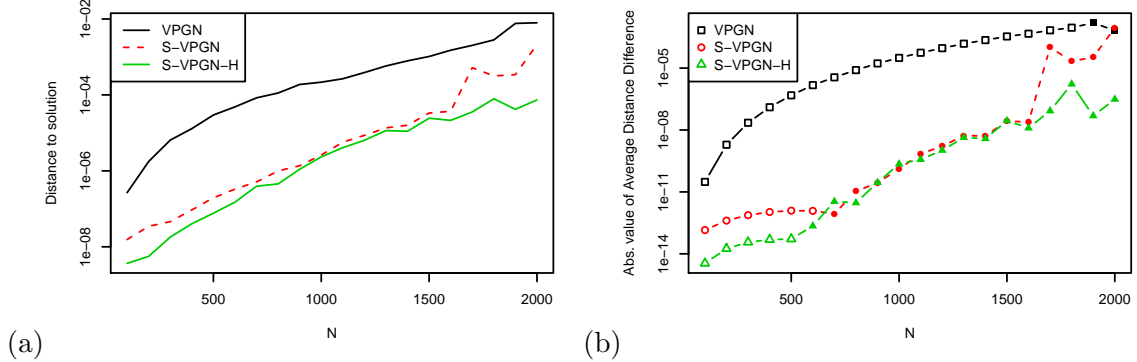 VPGN
S−VPGN
S−VPGN−H
Distance to solution
1e−02
1e−04
1e−06
1e−08
500
1000
1500
2000
N
(a)
VPGN
S−VPGN
S−VPGN−H
Abs. value of Average Distance Difference
1e−05
1e−08
1e−11
1e−14
500
1000
1500
2000
N
(b)